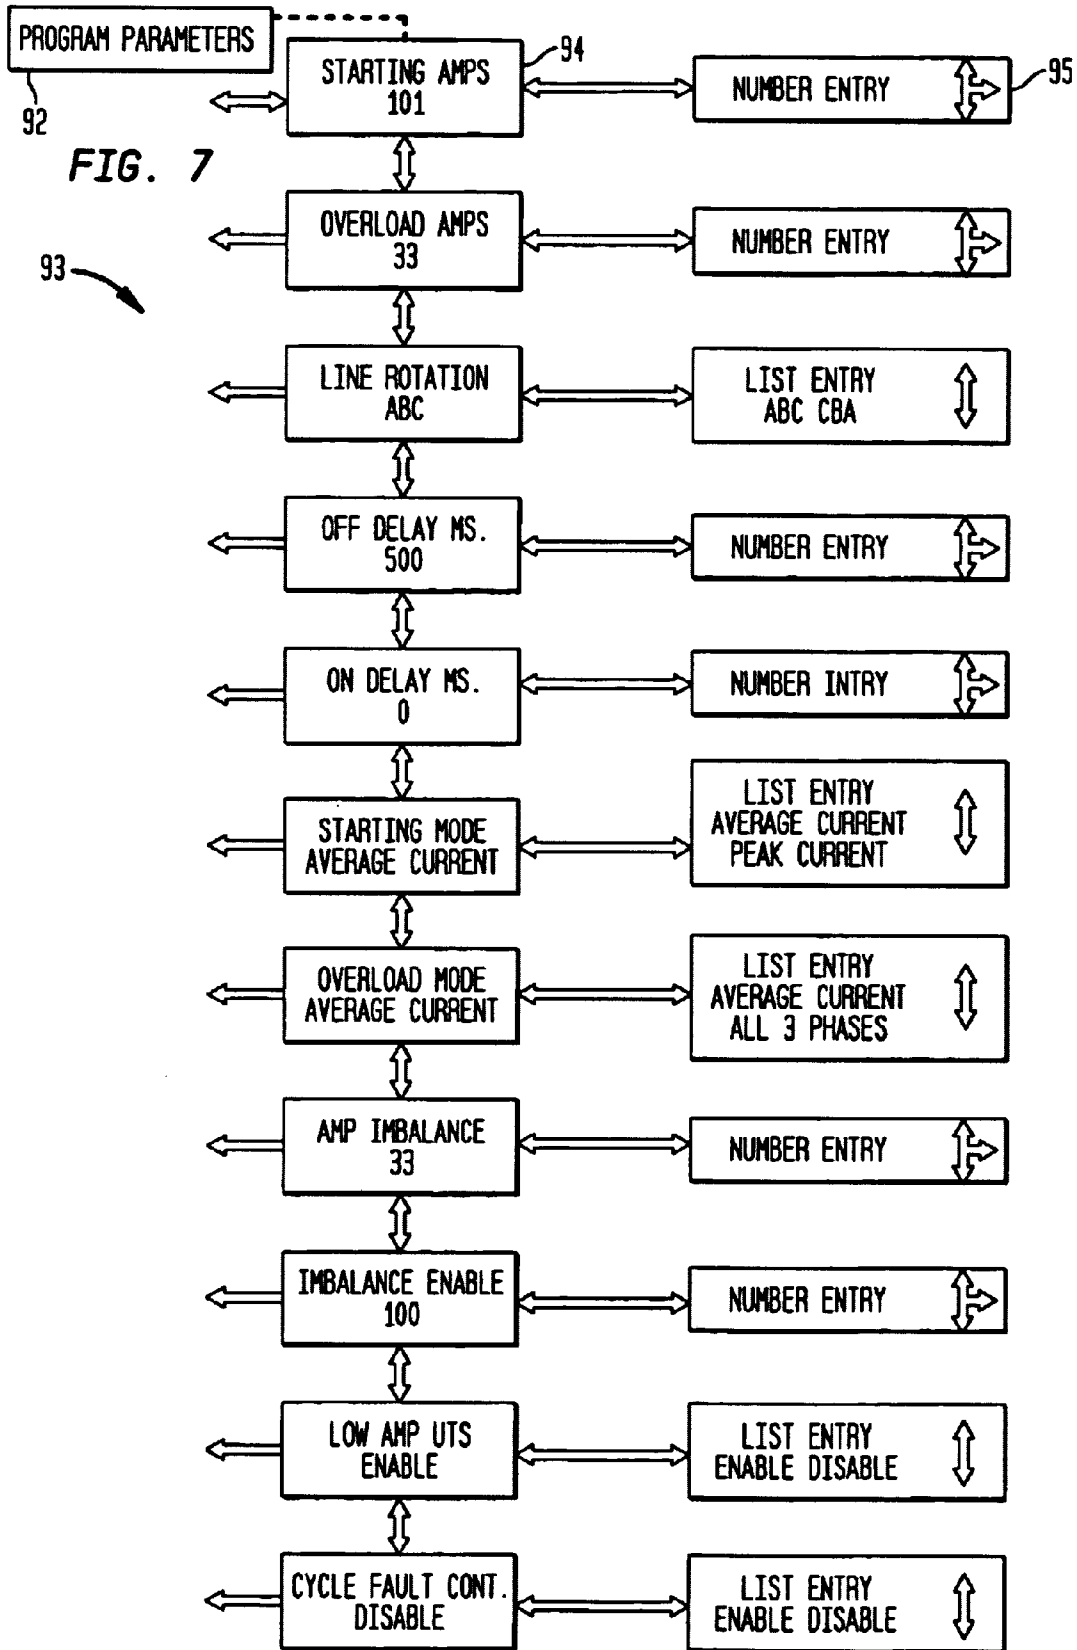 PROGRAM PARAMETERS
92
FIG. 7
93
STARTING AMPS
101
94
NUMBER ENTRY
95
OVERLOAD AMPS
33
NUMBER ENTRY
LINE ROTATION
ABC
LIST ENTRY
ABC CBA
OFF DELAY MS.
500
NUMBER ENTRY
ON DELAY MS.
0
NUMBER INTRY
STARTING MODE
AVERAGE CURRENT
LIST ENTRY
AVERAGE CURRENT
PEAK CURRENT
OVERLOAD MODE
AVERAGE CURRENT
LIST ENTRY
AVERAGE CURRENT
ALL 3 PHASES
AMP IMBALANCE
33
NUMBER ENTRY
IMBALANCE ENABLE
100
NUMBER ENTRY
LOW AMP UTS
ENABLE
LIST ENTRY
ENABLE DISABLE
CYCLE FAULT CONT.
DISABLE
LIST ENTRY
ENABLE DISABLE